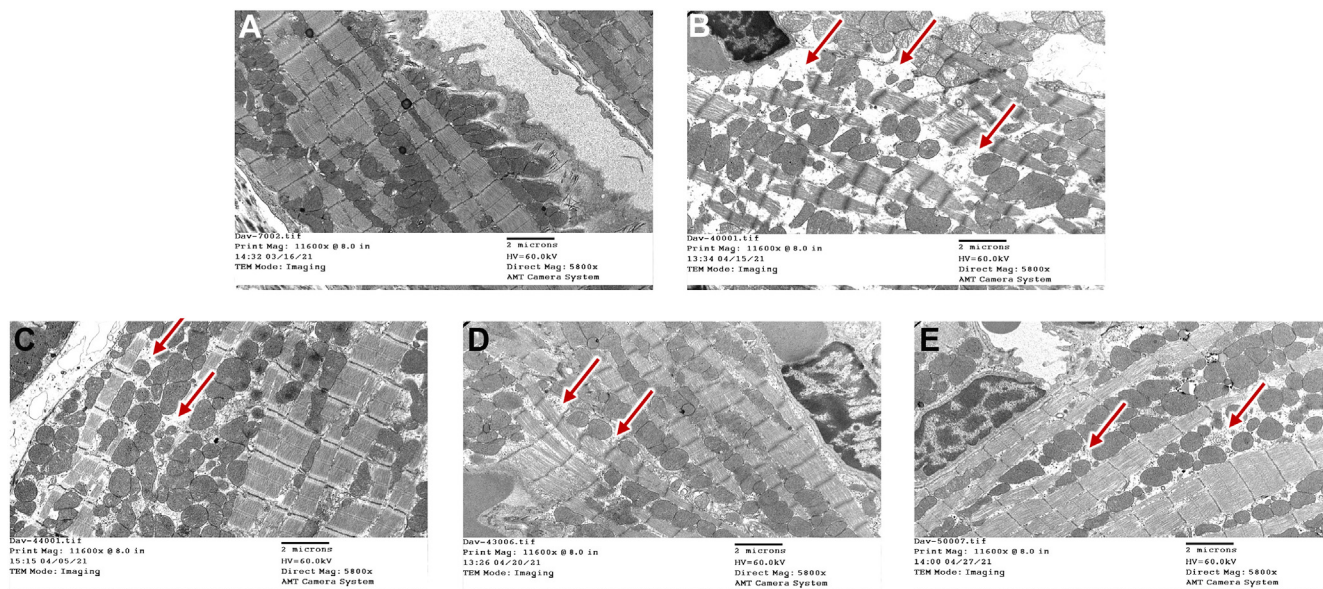 A
Dav-7002.tif
Print Mag: 11600x @ 8.0 in
14:32 03/16/21
TEM Mode: Imaging
2 microns
HV=60.0kV
Direct Mag: 5800x
AMT Camera System
B
Dav-40001.tif
Print Mag: 11600x @ 8.0 in
13:34 04/15/21
TEM Mode: Imaging
2 microns
HV=60.0kV
Direct Mag: 5800x
AMT Camera System
C
Dav-44001.tif
Print Mag: 11600x @ 8.0 in
15:15 04/05/21
TEM Mode: Imaging
2 microns
HV=60.0kV
Direct Mag: 5800x
AMT Camera System
D
Dav-43006.tif
Print Mag: 11600x @ 8.0 in
13:26 04/20/21
TEM Mode: Imaging
2 microns
HV=60.0kV
Direct Mag: 5800x
AMT Camera System
E
Dav-50007.tif
Print Mag: 11600x @ 8.0 in
14:00 04/27/21
TEM Mode: Imaging
2 microns
HV=60.0kV
Direct Mag: 5800x
AMT Camera System